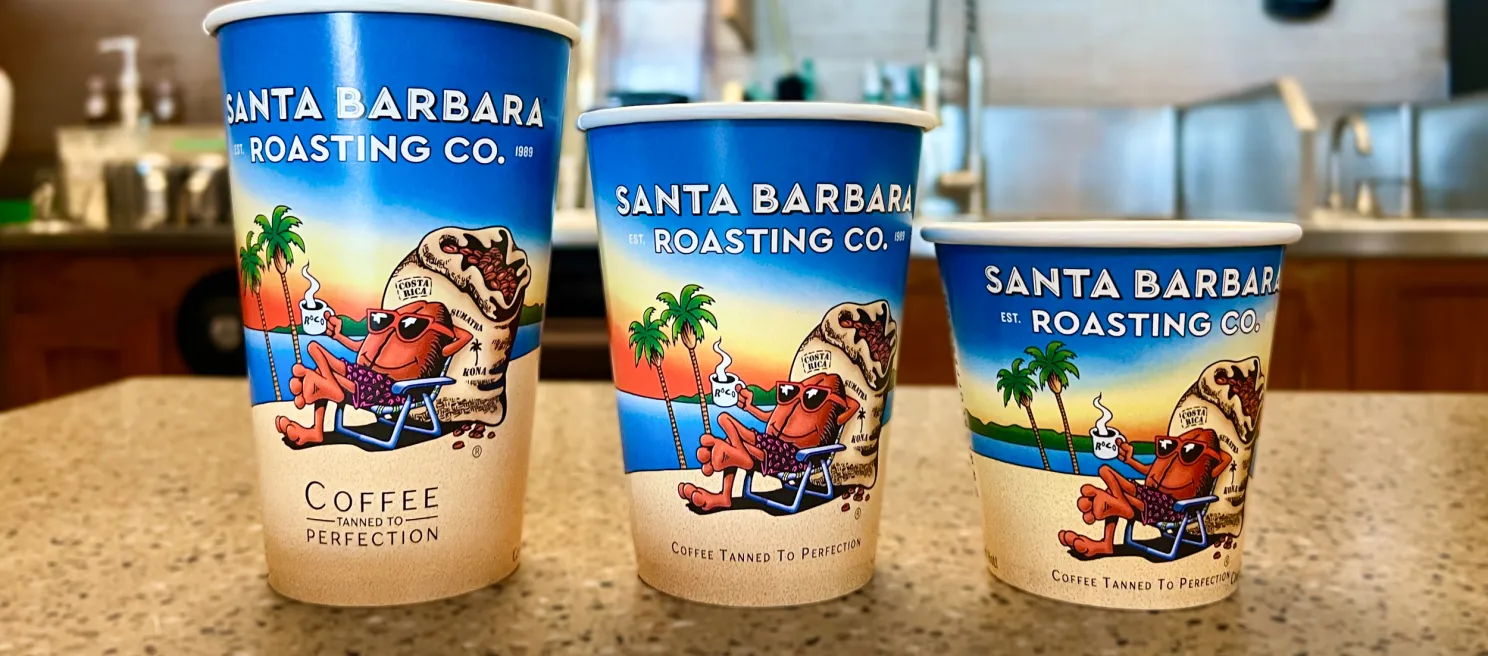 SANTA BARBARA
EST. ROASTING CO. 1989
COSTA
RICA
SUMATRA
ROCO
KONA
®
COFFEE
TANNED TO
PERFECTION
SANTA BARBARA
EST. ROASTING CO. 1989
COSTA
RICA
SUMATRA
ROCO
KONA
®
COFFEE TANNED TO PERFECTION
SANTA BARBARA
EST. ROASTING CO.
COSTA
RICA
SUMATRA
ROCO
KONA
®
COFFEE TANNED TO PERFECTION